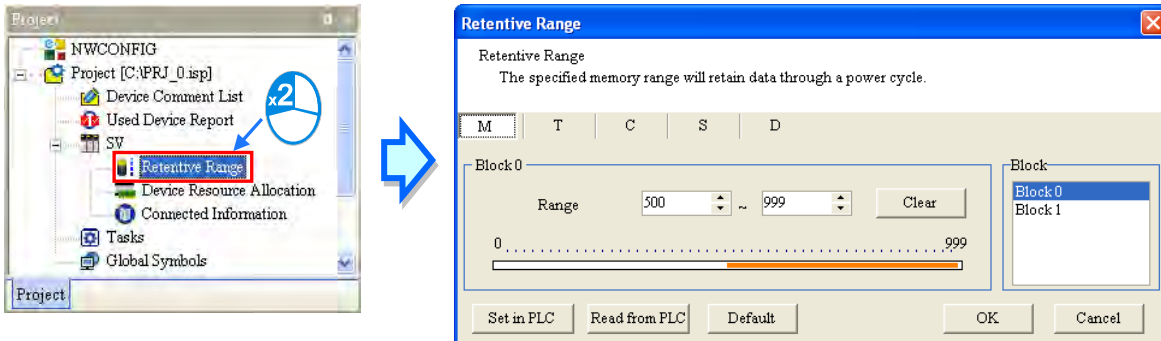 Project
NWCONFIG
Project [C:\PRJ_0.isp]
Device Comment List
Used Device Report
SV
Retentive Range
Device Resource Allocation
Connected Information
Tasks
Global Symbols
Project
x2
Retentive Range
Retentive Range
The specified memory range will retain data through a power cycle.
M T C S D
Block 0
Range 500 ~ 999 Clear
0 999
Block
Block 0
Block 1
Set in PLC Read from PLC Default OK Cancel